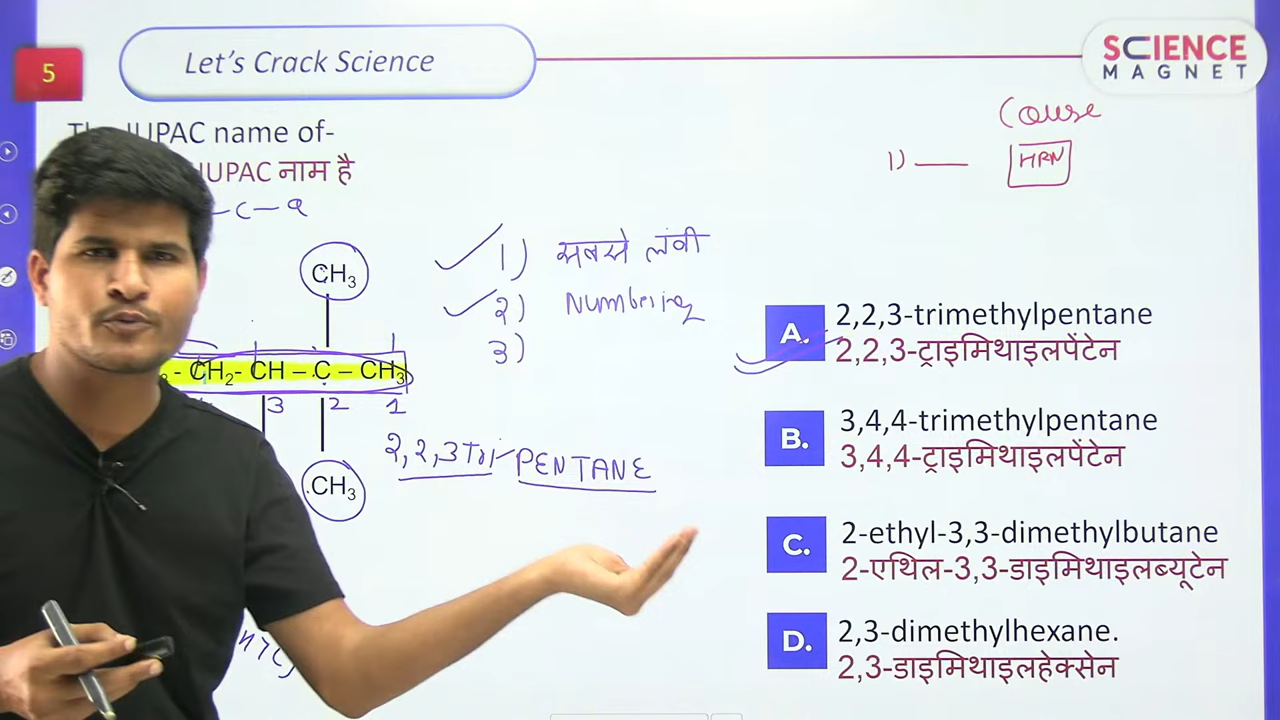 5
Let's Crack Science
SCIENCE
MAGNET
IUPAC name of-
IUPAC नाम है
Course
1) — HRN
– C – C
CH3
1) सबसे लंबी
2) Numbering
3)
- CH2- CH – C – CH3
3 2 1
CH3
2,2,3 Tri PENTANE
A. 2,2,3-trimethylpentane
2,2,3-ट्राइमिथाइलपेंटेन
B. 3,4,4-trimethylpentane
3,4,4-ट्राइमिथाइलपेंटेन
C. 2-ethyl-3,3-dimethylbutane
2-एथिल-3,3-डाइमिथाइलब्यूटेन
D. 2,3-dimethylhexane.
2,3-डाइमिथाइलहेक्सेन